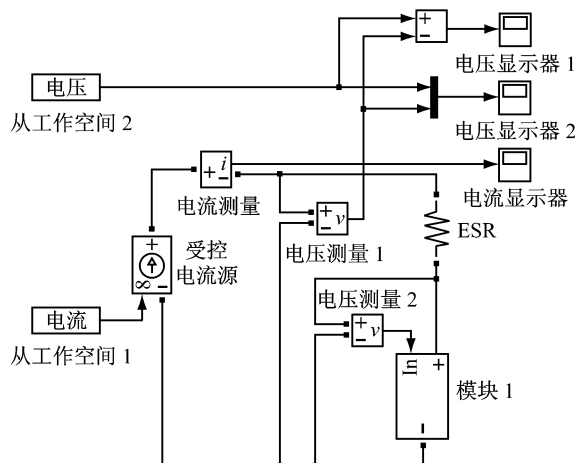 +
−
电压显示器 1
电压
从工作空间 2
电压显示器 2
+ − i
电流测量
电流显示器
+
− v
电压测量 1
ESR
+
∞ −
受控
电流源
电压测量 2
+
− v
电流
从工作空间 1
In +
−
模块 1